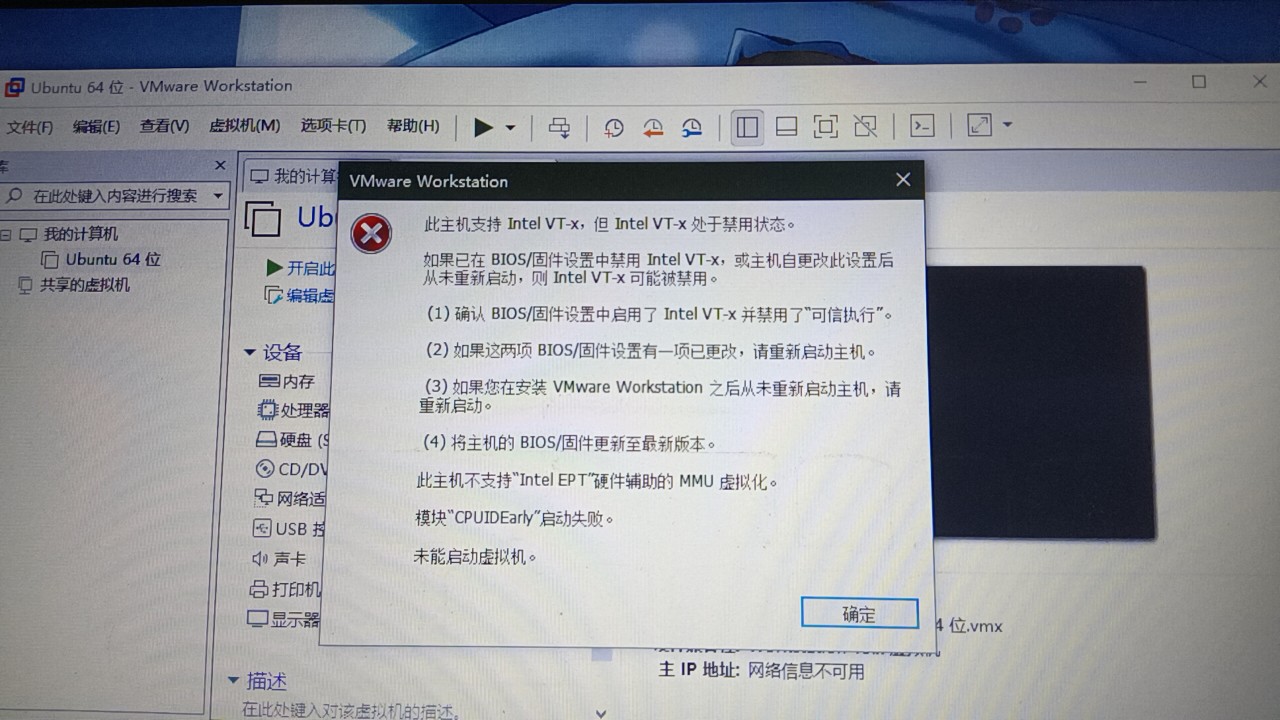 Ubuntu 64 位 - VMware Workstation
文件(F) 编辑(E) 查看(V) 虚拟机(M) 选项卡(T) 帮助(H)
库
在此处键入内容进行搜索
我的计算机
Ubuntu 64 位
共享的虚拟机
我的计算
Ub
开启此
编辑虚
设备
内存
处理器
硬盘 (S
CD/DV
网络适
USB 控
声卡
打印机
显示器
描述
在此处键入对该虚拟机的描述。
VMware Workstation
此主机支持 Intel VT-x，但 Intel VT-x 处于禁用状态。
如果已在 BIOS/固件设置中禁用 Intel VT-x，或主机自更改此设置后
从未重新启动，则 Intel VT-x 可能被禁用。
(1) 确认 BIOS/固件设置中启用了 Intel VT-x 并禁用了“可信执行”。
(2) 如果这两项 BIOS/固件设置有一项已更改，请重新启动主机。
(3) 如果您在安装 VMware Workstation 之后从未重新启动主机，请
重新启动。
(4) 将主机的 BIOS/固件更新至最新版本。
此主机不支持“Intel EPT”硬件辅助的 MMU 虚拟化。
模块“CPUIDEarly”启动失败。
未能启动虚拟机。
确定
4 位.vmx
主 IP 地址: 网络信息不可用